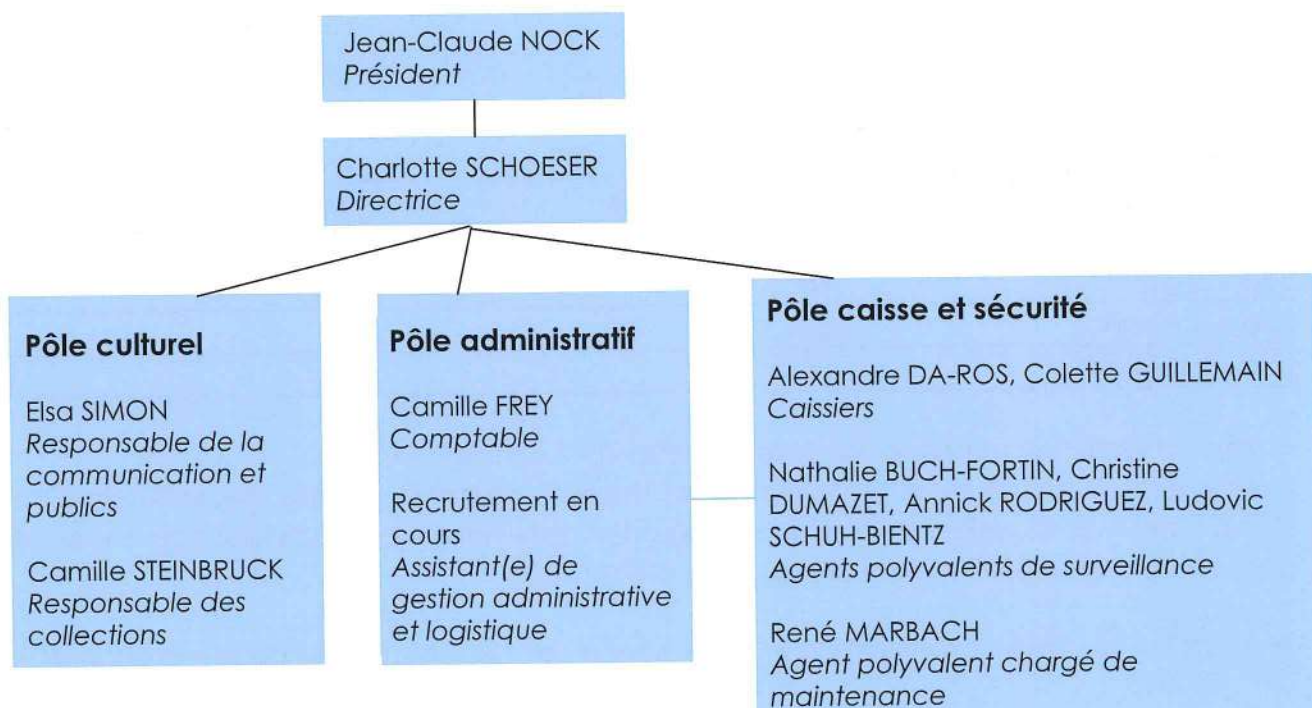 Jean-Claude NOCK
Président
Charlotte SCHOESER
Directrice
Pôle culturel
Elsa SIMON
Responsable de la
communication et
publics
Camille STEINBRUCK
Responsable des
collections
Pôle administratif
Camille FREY
Comptable
Recrutement en
cours
Assistant(e) de
gestion administrative
et logistique
Pôle caisse et sécurité
Alexandre DA-ROS, Colette GUILLEMAIN
Caissiers
Nathalie BUCH-FORTIN, Christine
DUMAZET, Annick RODRIGUEZ, Ludovic
SCHUH-BIENTZ
Agents polyvalents de surveillance
René MARBACH
Agent polyvalent chargé de
maintenance